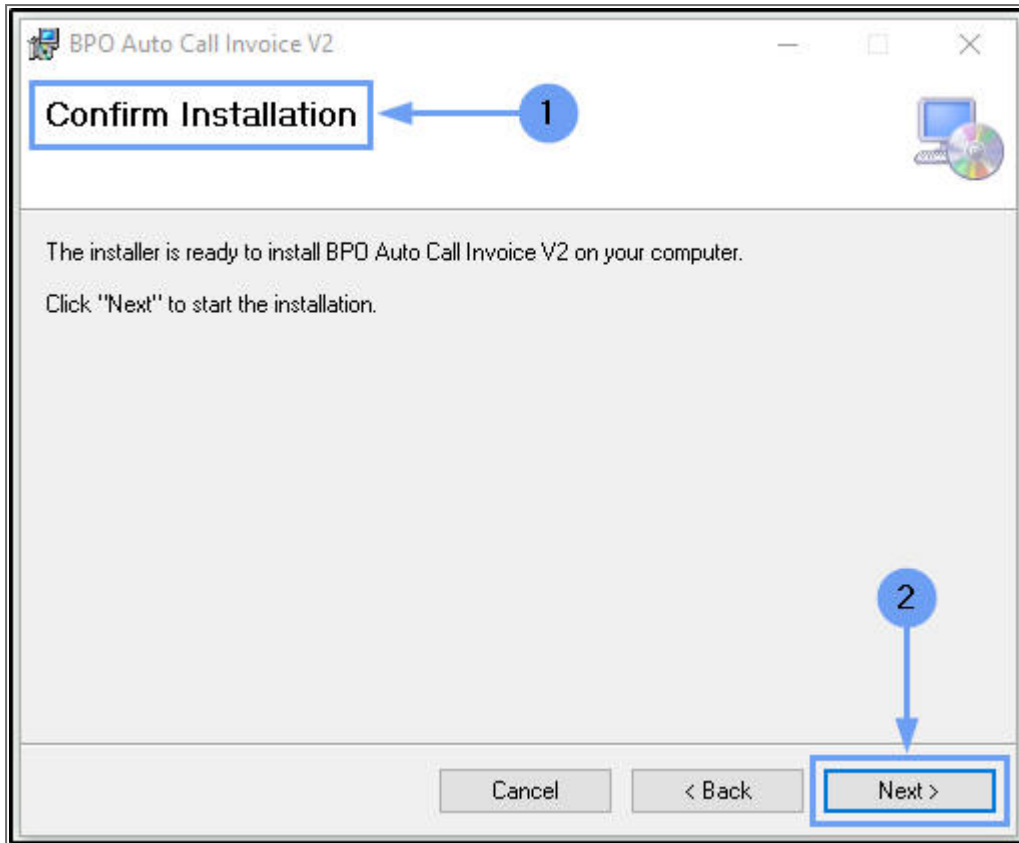 BPO Auto Call Invoice V2
Confirm Installation
1
The installer is ready to install BPO Auto Call Invoice V2 on your computer.
Click "Next" to start the installation.
2
Cancel
< Back
Next >